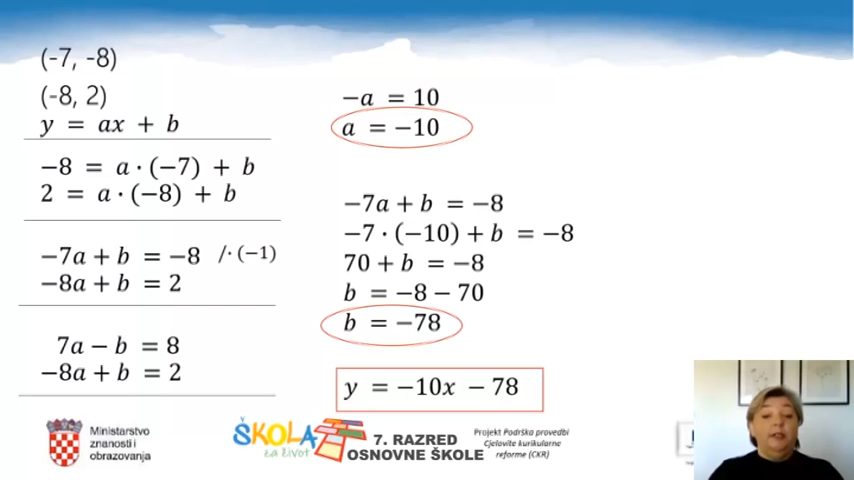 (-7, -8)
(-8, 2)
y = ax + b
−8 = a · (−7) + b
2 = a · (−8) + b
−7a + b = −8 /· (−1)
−8a + b = 2
7a − b = 8
−8a + b = 2
−a = 10
a = −10
−7a + b = −8
−7 · (−10) + b = −8
70 + b = −8
b = −8 − 70
b = −78
y = −10x − 78
Ministarstvo
znanosti i
obrazovanja
ŠKOLA
za život
7. RAZRED
OSNOVNE ŠKOLE
Projekt Podrška provedbi
Cjelovite kurikularne
reforme (CKR)